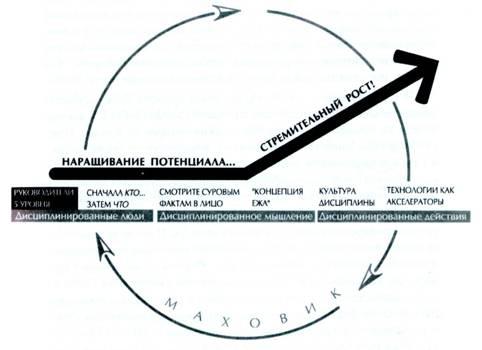 СТРЕМИТЕЛЬНЫЙ РОСТ!
НАРАЩИВАНИЕ ПОТЕНЦИАЛА...
РУКОВОДИТЕЛИ
5 УРОВНЯ
СНАЧАЛА КТО...
ЗАТЕМ ЧТО
СМОТРИТЕ СУРОВЫМ
ФАКТАМ В ЛИЦО
"КОНЦЕПЦИЯ
ЕЖА"
КУЛЬТУРА
ДИСЦИПЛИНЫ
ТЕХНОЛОГИИ КАК
АКСЕЛЕРАТОРЫ
Дисциплинированные люди
Дисциплинированное мышление
Дисциплинированные действия
МАХОВИК